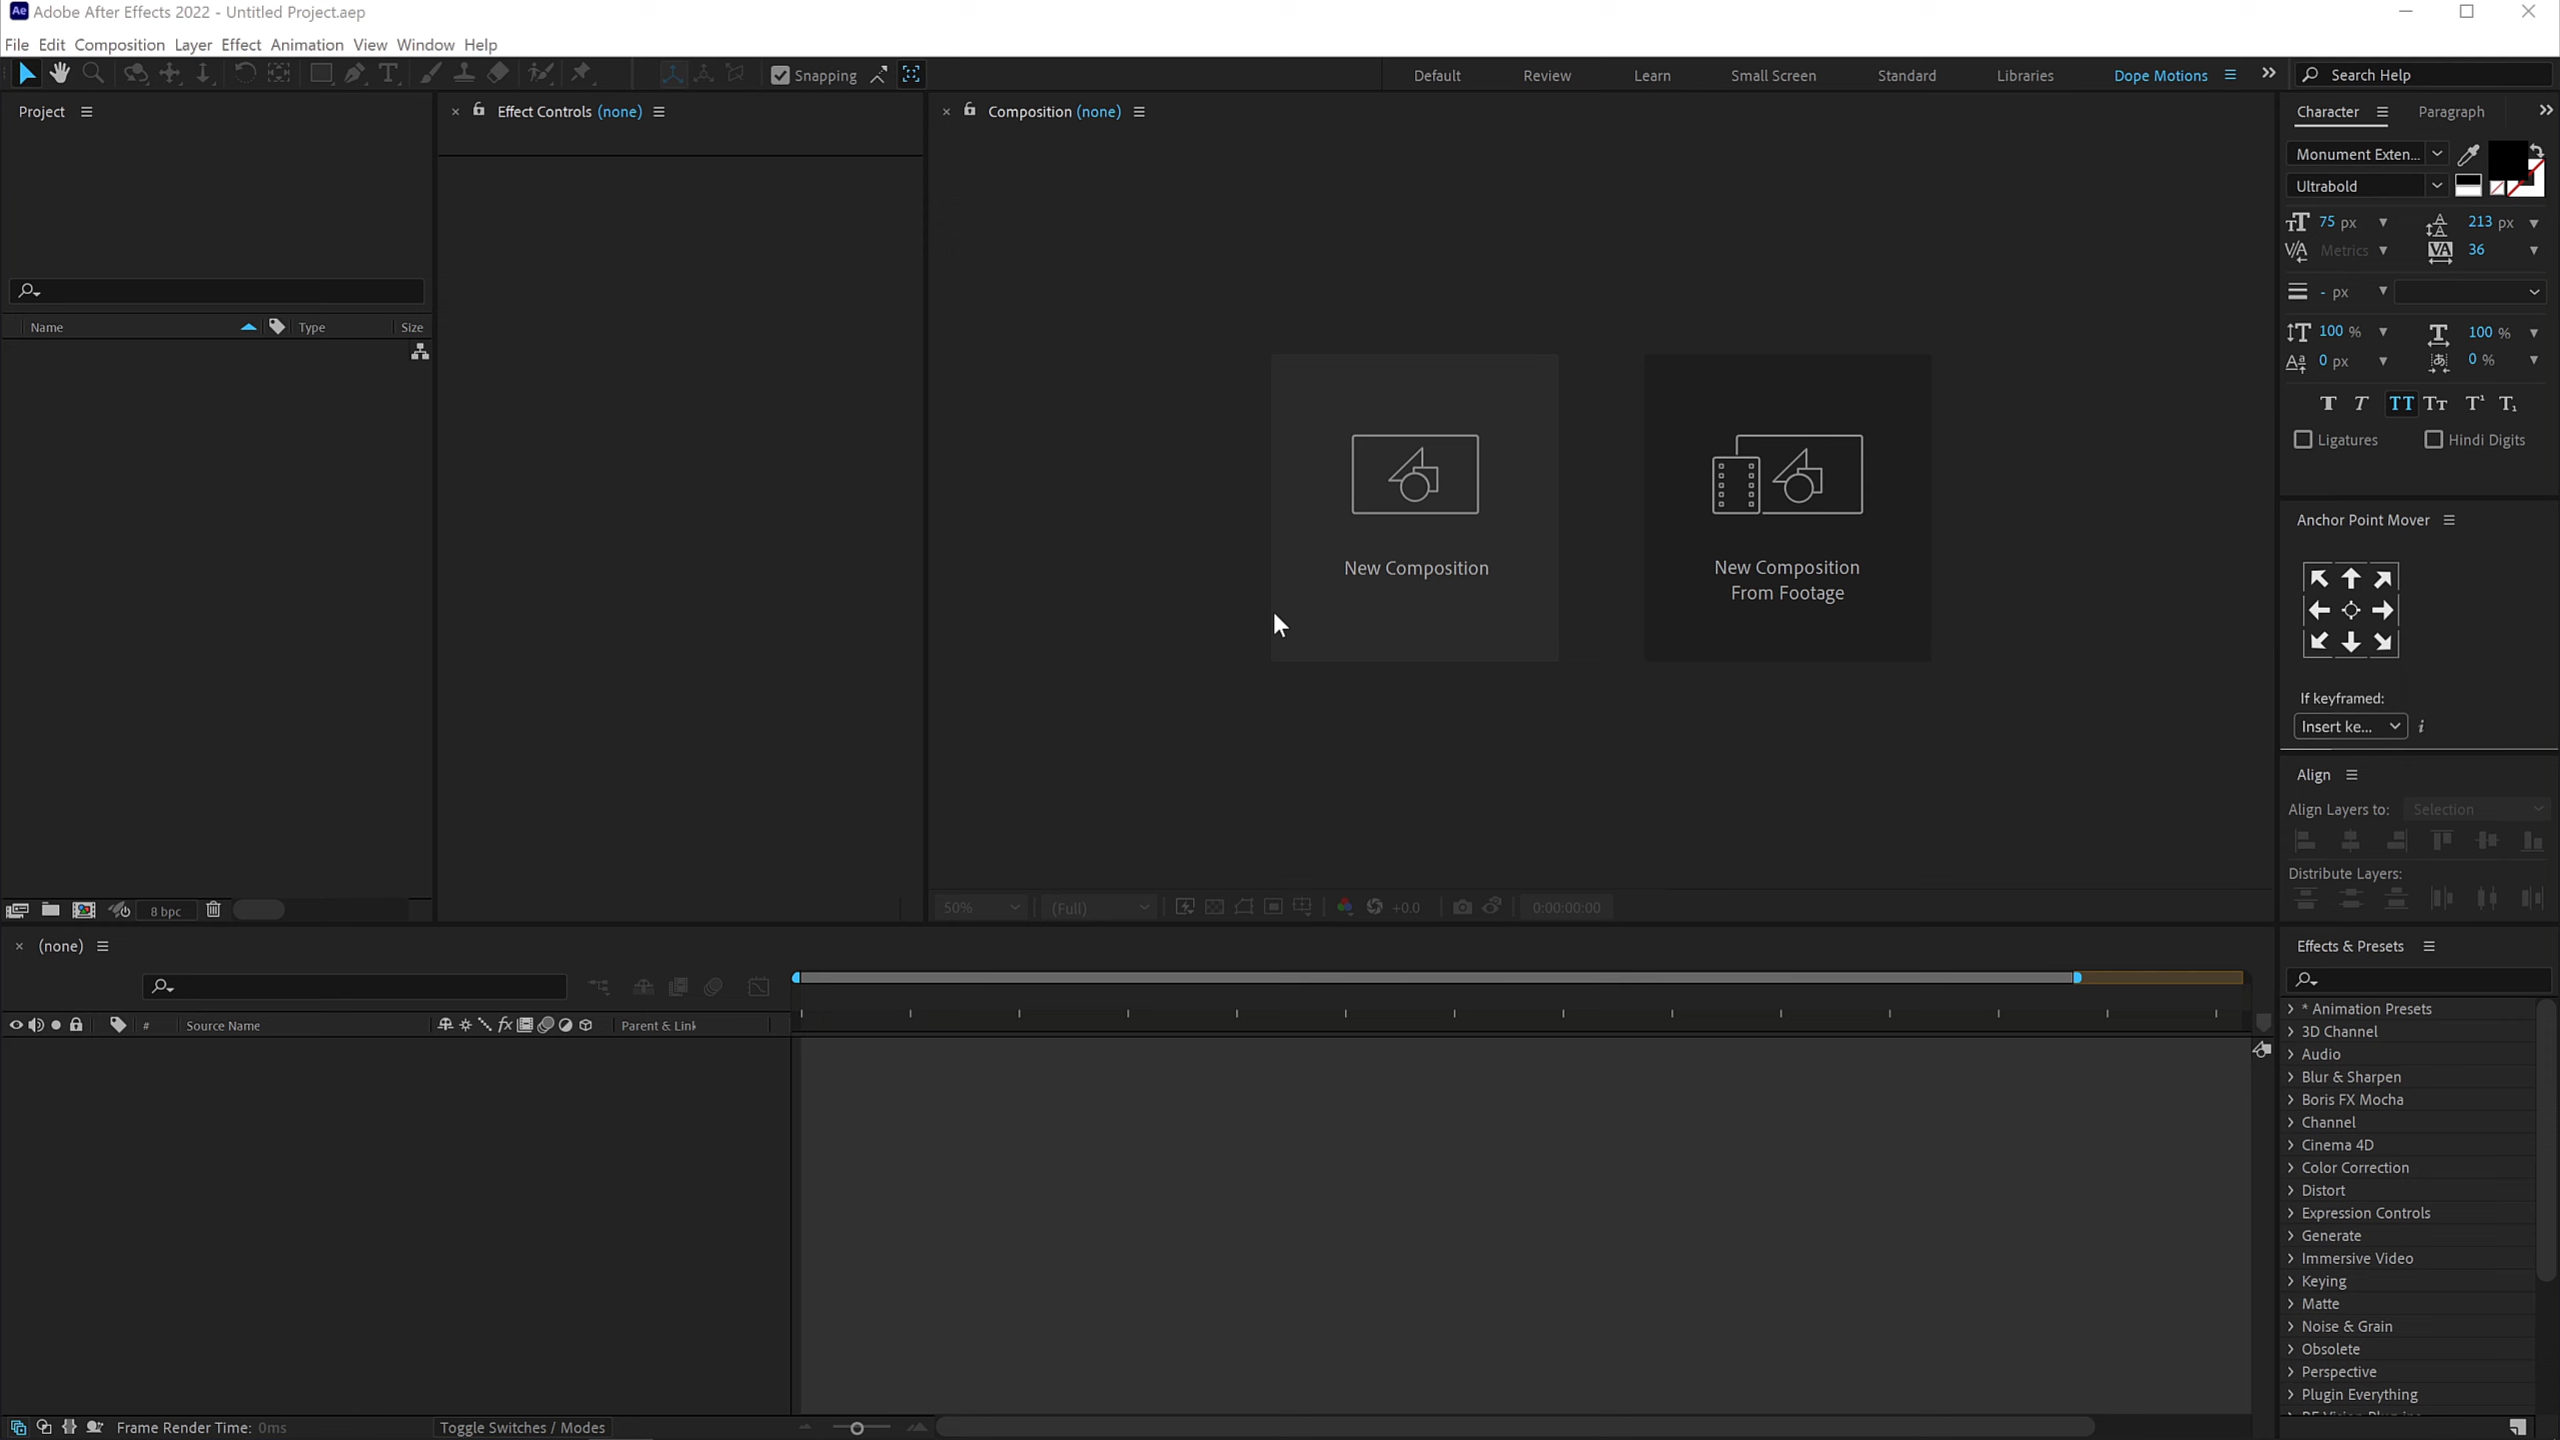 Adobe After Effects 2022 - Untitled Project.aep
File Edit Composition Layer Effect Animation View Window Help
Snapping
Default Review Learn Small Screen Standard Libraries Dope Motions Search Help
Project
Effect Controls (none)
Composition (none)
Character Paragraph
Monument Exten...
Ultrabold
75 px 213 px
Metrics 36
- px
100 % 100 %
0 px 0 %
Ligatures Hindi Digits
Name Type Size
New Composition
New Composition
From Footage
Anchor Point Mover
If keyframed:
Insert ke...
Align
Align Layers to: Selection
Distribute Layers:
8 bpc
50% (Full) +0.0 0:00:00:00
(none)
# Source Name Parent & Link
Effects & Presets
* Animation Presets
3D Channel
Audio
Blur & Sharpen
Boris FX Mocha
Channel
Cinema 4D
Color Correction
Distort
Expression Controls
Generate
Immersive Video
Keying
Matte
Noise & Grain
Obsolete
Perspective
Plugin Everything
Frame Render Time: 0ms
Toggle Switches / Modes